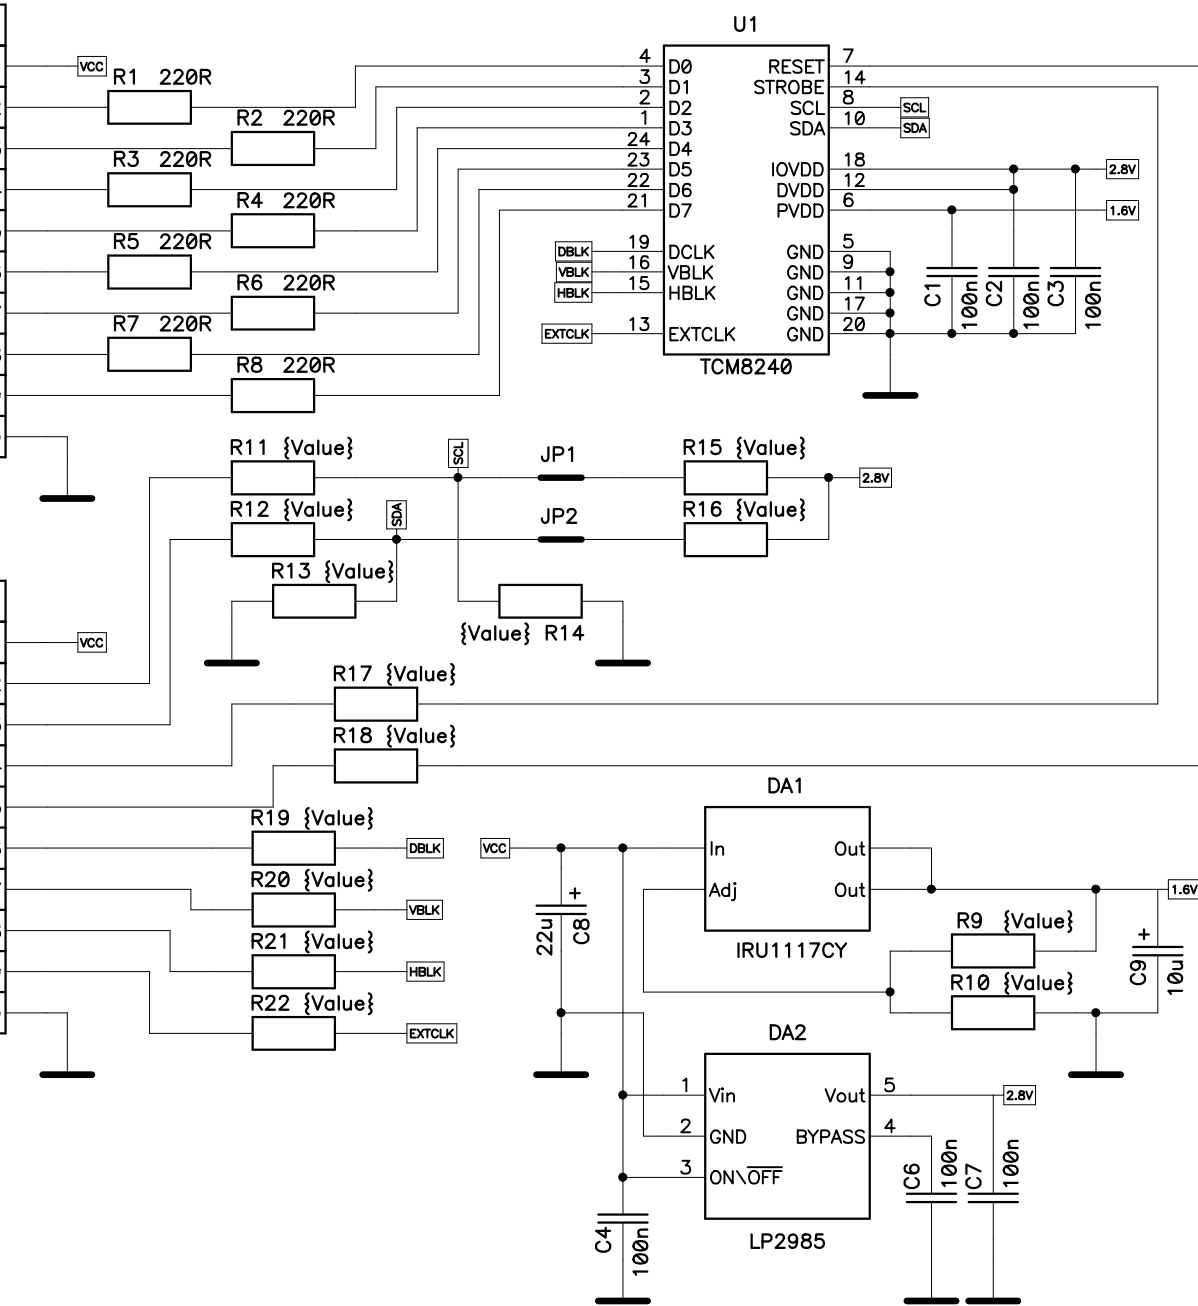 U1
VCC
R1 220R
R2 220R
R3 220R
R4 220R
R5 220R
R6 220R
R7 220R
R8 220R
4 D0 RESET 7
3 D1 STROBE 14
2 D2 SCL 8 SCL
1 D3 SDA 10 SDA
24 D4
23 D5 IOVDD 18 2.8V
22 D6 DVDD 12
21 D7 PVDD 6 1.6V
DBLK 19 DCLK GND 5
VBLK 16 VBLK GND 9
HBLK 15 HBLK GND 11
GND 17
EXTCLK 13 EXTCLK GND 20
TCM8240
C1 100n
C2 100n
C3 100n
R11 {Value} SCL JP1 R15 {Value} 2.8V
R12 {Value} SDA JP2 R16 {Value}
R13 {Value}
{Value} R14
VCC
R17 {Value}
R18 {Value}
R19 {Value} DBLK
R20 {Value} VBLK
R21 {Value} HBLK
R22 {Value} EXTCLK
DA1
VCC In Out
Adj Out 1.6V
IRU1117CY
22u + C8
R9 {Value}
R10 {Value}
C9 + 10u
DA2
1 Vin Vout 5 2.8V
2 GND BYPASS 4
3 ON\OFF
LP2985
C4 100n
C6 100n
C7 100n